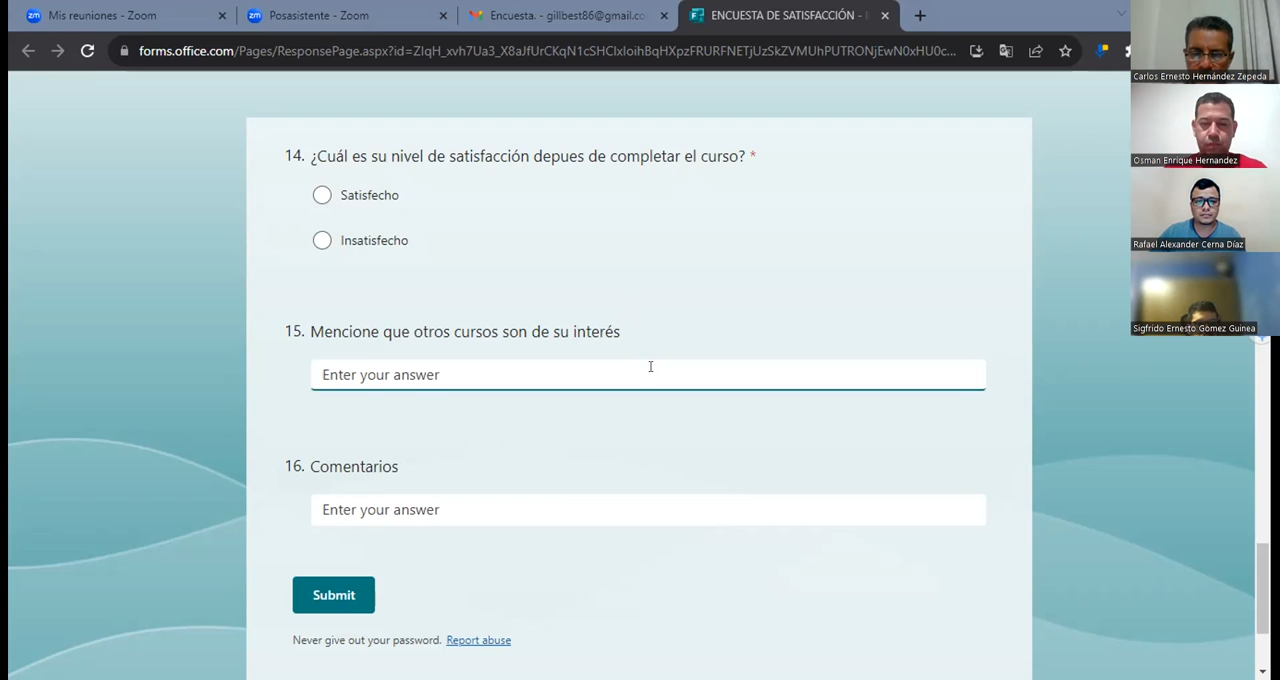 Mis reuniones - Zoom
Posasistente - Zoom
Encuesta. - gillbest86@gmail.co
ENCUESTA DE SATISFACCIÓN -
forms.office.com/Pages/ResponsePage.aspx?id=
Carlos Ernesto Hernández Zepeda
Osman Enrique Hernandez
Rafael Alexander Cerna Díaz
Sigfrido Ernesto Gómez Guinea
14. ¿Cuál es su nivel de satisfacción depues de completar el curso? *
Satisfecho
Insatisfecho
15. Mencione que otros cursos son de su interés
Enter your answer
16. Comentarios
Enter your answer
Submit
Never give out your password. Report abuse